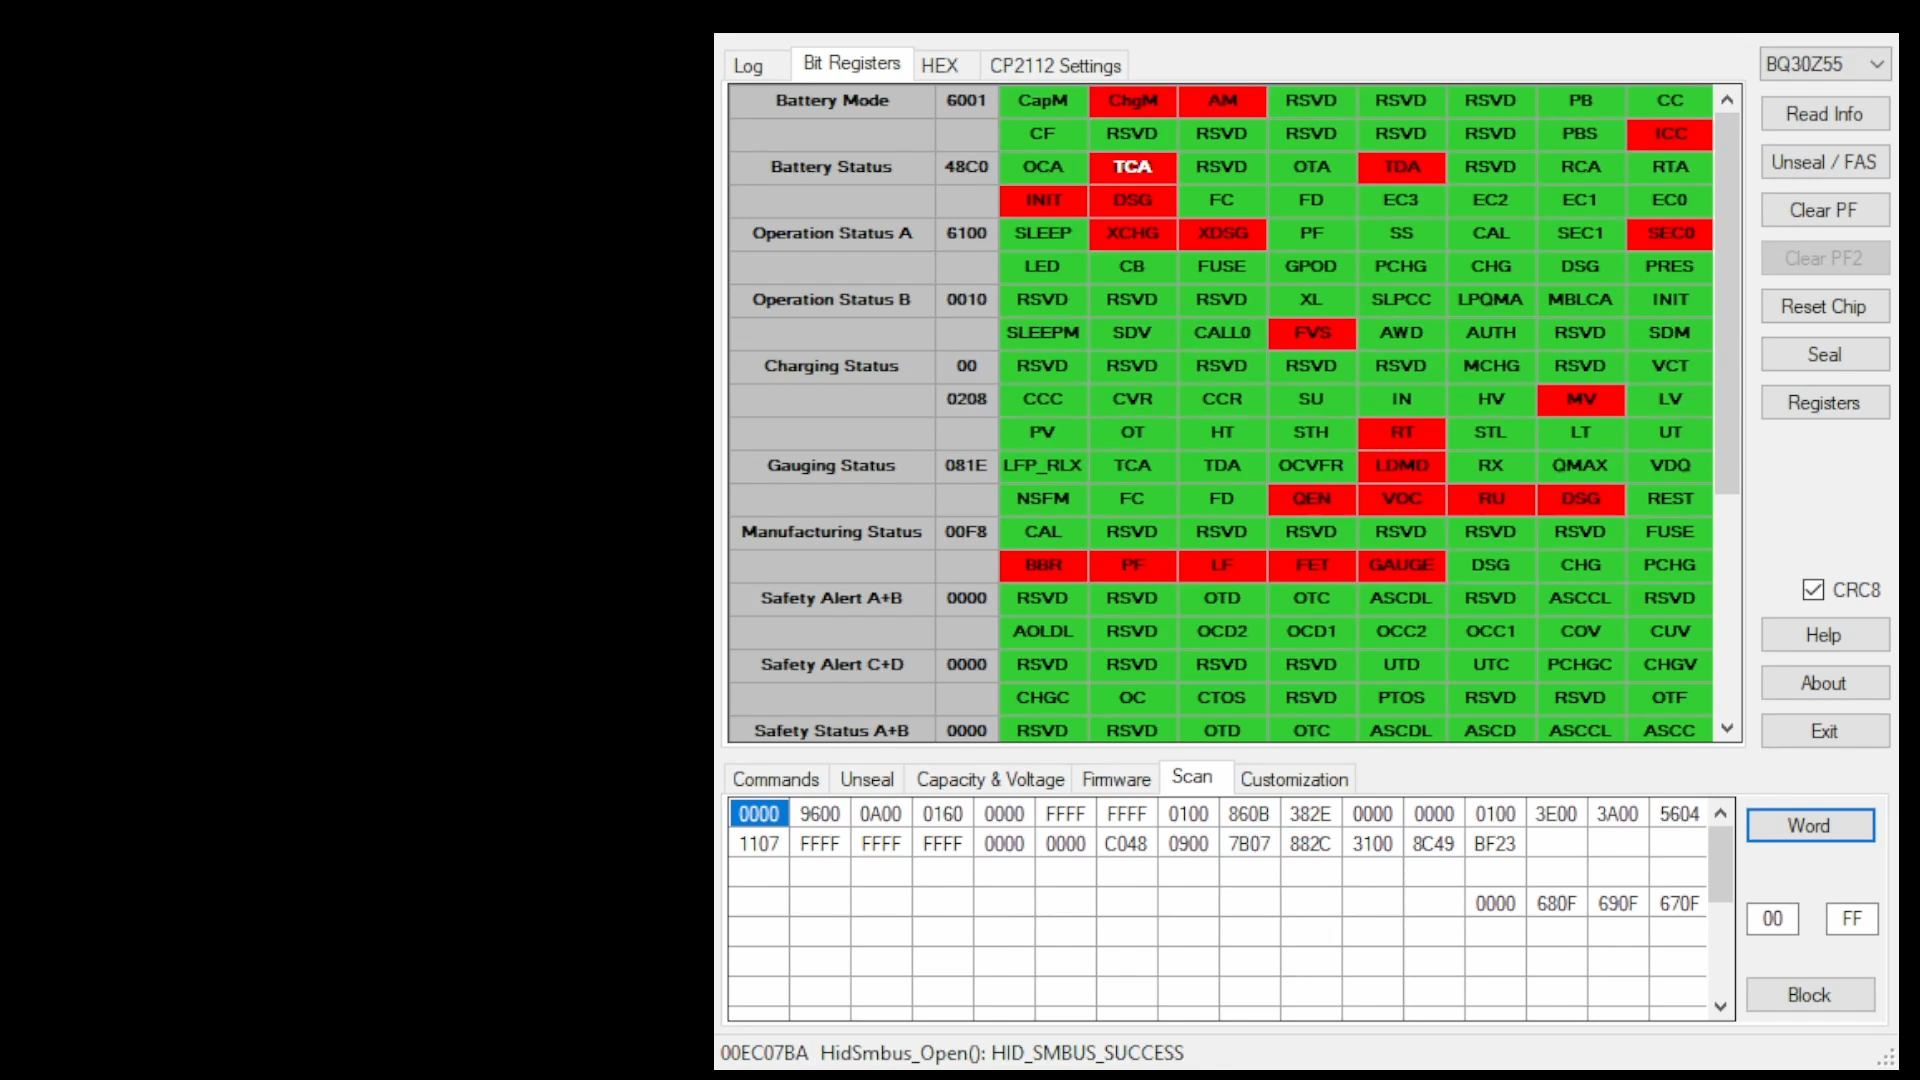 Log Bit Registers HEX CP2112 Settings BQ30Z55
Battery Mode 6001 CapM ChgM AM RSVD RSVD RSVD PB CC
CF RSVD RSVD RSVD RSVD RSVD PBS ICC
Battery Status 48C0 OCA TCA RSVD OTA TDA RSVD RCA RTA
INIT DSG FC FD EC3 EC2 EC1 EC0
Operation Status A 6100 SLEEP XCHG XDSG PF SS CAL SEC1 SEC0
LED CB FUSE GPOD PCHG CHG DSG PRES
Operation Status B 0010 RSVD RSVD RSVD XL SLPCC LPQMA MBLCA INIT
SLEEPM SDV CALL0 FVS AWD AUTH RSVD SDM
Charging Status 00 RSVD RSVD RSVD RSVD RSVD MCHG RSVD VCT
0208 CCC CVR CCR SU IN HV MV LV
PV OT HT STH RT STL LT UT
Gauging Status 081E LFP_RLX TCA TDA OCVFR LDMD RX QMAX VDQ
NSFM FC FD QEN VOC RU DSG REST
Manufacturing Status 00F8 CAL RSVD RSVD RSVD RSVD RSVD RSVD FUSE
BBR PF LF FET GAUGE DSG CHG PCHG
Safety Alert A+B 0000 RSVD RSVD OTD OTC ASCDL RSVD ASCCL RSVD
AOLDL RSVD OCD2 OCD1 OCC2 OCC1 COV CUV
Safety Alert C+D 0000 RSVD RSVD RSVD RSVD UTD UTC PCHGC CHGV
CHGC OC CTOS RSVD PTOS RSVD RSVD OTF
Safety Status A+B 0000 RSVD RSVD OTD OTC ASCDL ASCD ASCCL ASCC
Read Info
Unseal / FAS
Clear PF
Clear PF2
Reset Chip
Seal
Registers
CRC8
Help
About
Exit
Commands Unseal Capacity & Voltage Firmware Scan Customization
0000 9600 0A00 0160 0000 FFFF FFFF 0100 860B 382E 0000 0000 0100 3E00 3A00 5604
1107 FFFF FFFF FFFF 0000 0000 C048 0900 7B07 882C 3100 8C49 BF23
0000 680F 690F 670F
Word
00 FF
Block
00EC07BA HidSmbus_Open(): HID_SMBUS_SUCCESS